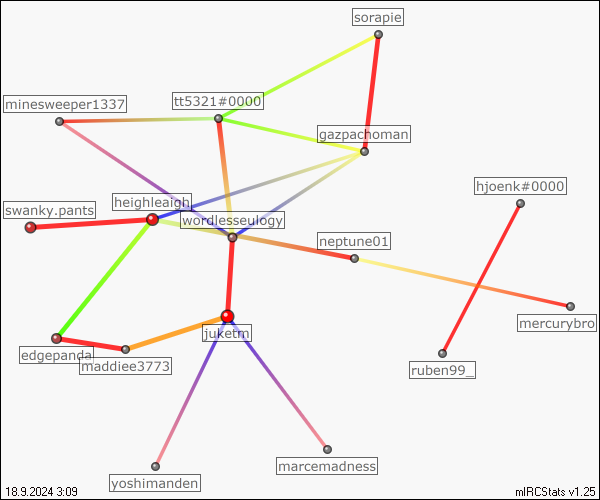 sorapie
minesweeper1337
tt5321#0000
gazpachoman
hjoenk#0000
heighleaigh
swanky.pants
wordlesseulogy
neptune01
mercurybro
juketm
edgepanda
maddiee3773
ruben99_
marcemadness
yoshimanden
18.9.2024 3:09
mIRCStats v1.25